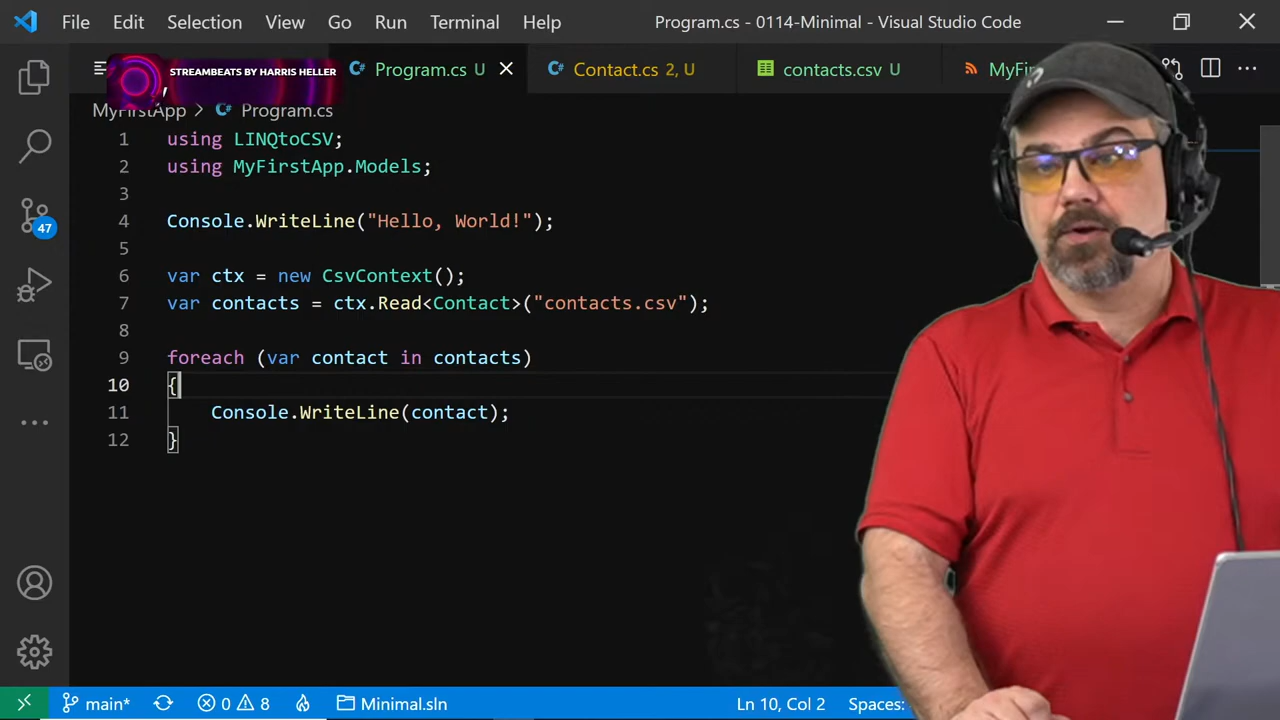 File Edit Selection View Go Run Terminal Help Program.cs - 0114-Minimal - Visual Studio Code
STREAMBEATS BY HARRIS HELLER
Program.cs U
Contact.cs 2, U
contacts.csv U
MyFirstApp > Program.cs
1 using LINQtoCSV;
2 using MyFirstApp.Models;
3
4 Console.WriteLine("Hello, World!");
5
6 var ctx = new CsvContext();
7 var contacts = ctx.Read<Contact>("contacts.csv");
8
9 foreach (var contact in contacts)
10 {
11 Console.WriteLine(contact);
12 }
47
main* 0 8 Minimal.sln Ln 10, Col 2 Spaces: